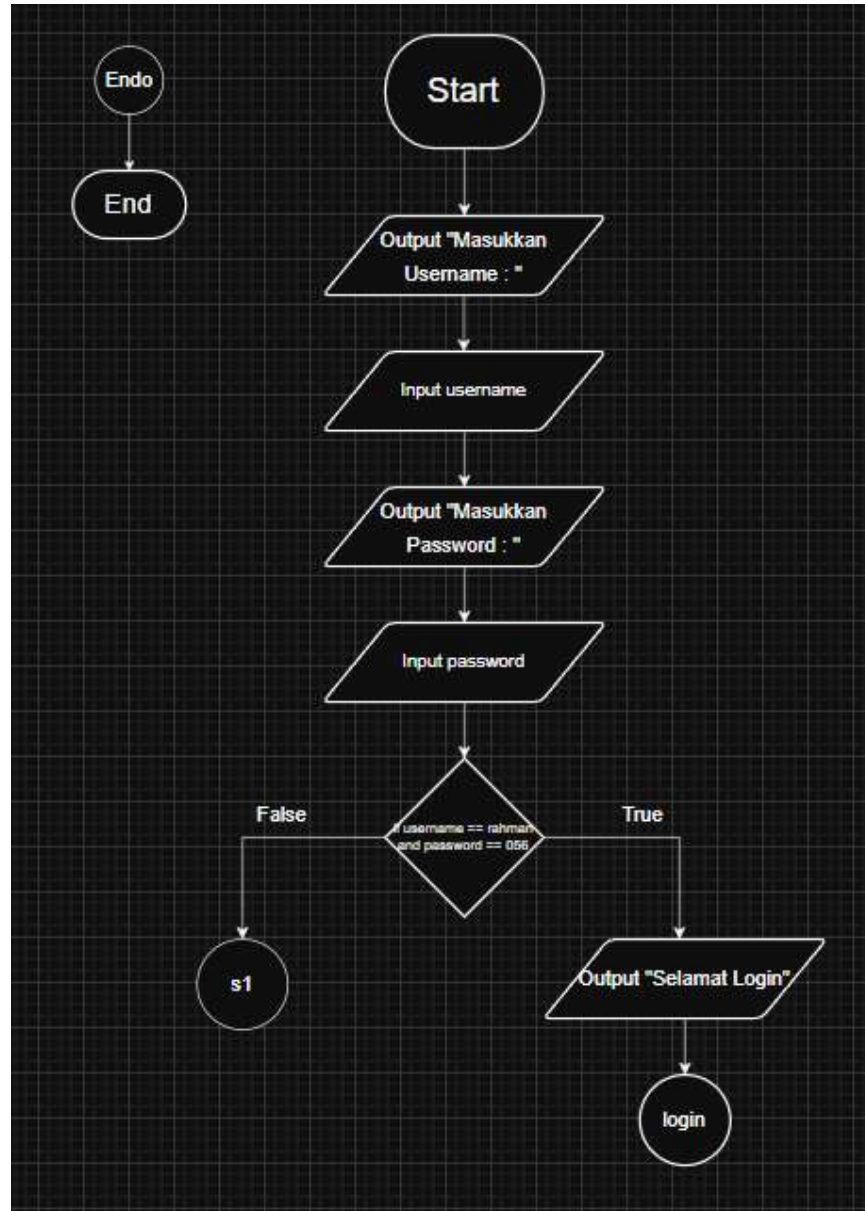 Endo
End
Start
Output "Masukkan
Username : "
Input username
Output "Masukkan
Password : "
Input password
False
True
if username == rahman
and password == 056
s1
Output "Selamat Login"
login